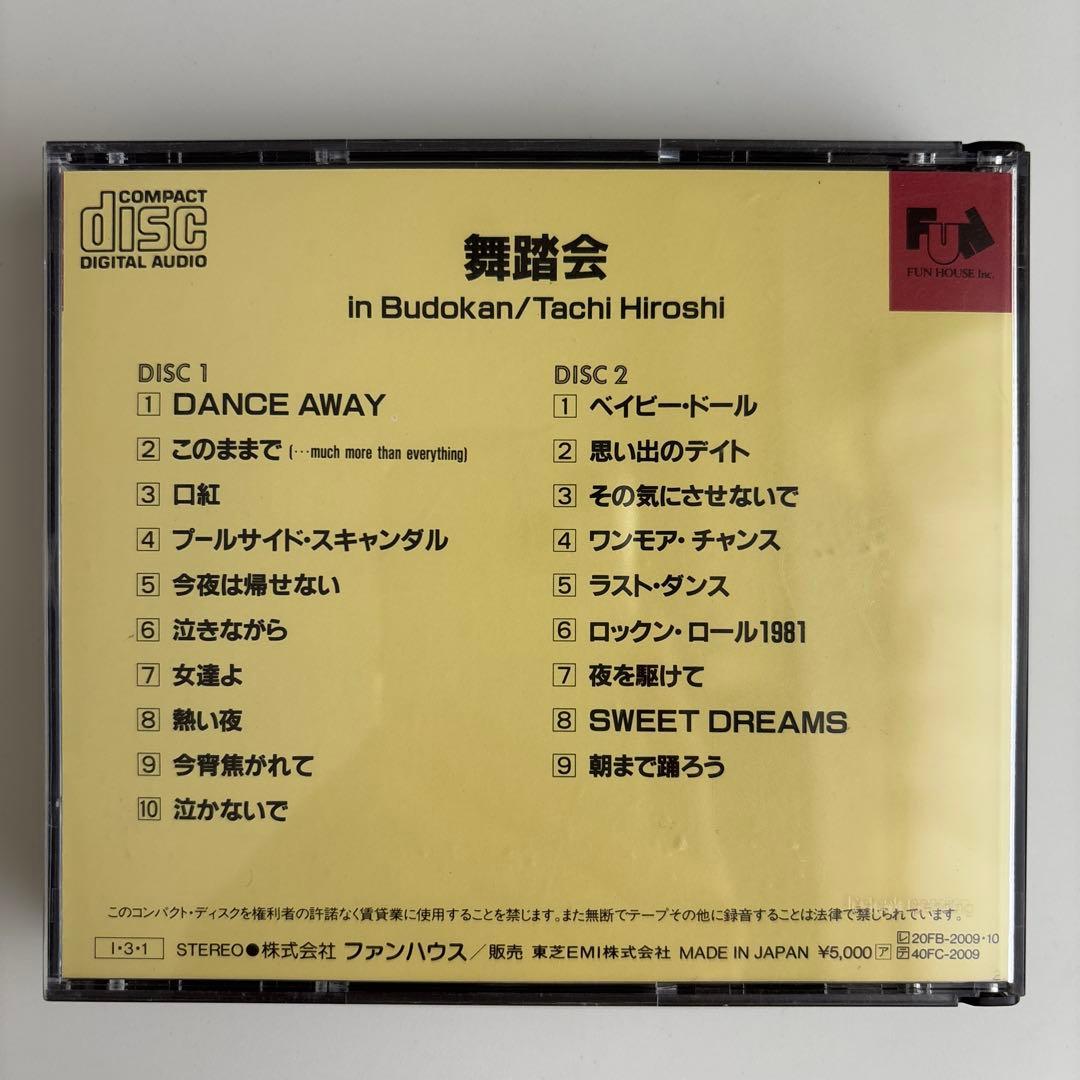 COMPACT
disc
DIGITAL AUDIO
舞踏会
in Budokan/Tachi Hiroshi
FUN
FUN HOUSE Inc.
DISC 1
1 DANCE AWAY
2 このままで (…much more than everything)
3 口紅
4 プールサイド・スキャンダル
5 今夜は帰せない
6 泣きながら
7 女達よ
8 熱い夜
9 今宵焦がれて
10 泣かないで
DISC 2
1 ベイビー・ドール
2 思い出のデイト
3 その気にさせないで
4 ワンモア・チャンス
5 ラスト・ダンス
6 ロックン・ロール1981
7 夜を駆けて
8 SWEET DREAMS
9 朝まで踊ろう
このコンパクト・ディスクを権利者の許諾なく賃貸業に使用することを禁じます。また無断でテープその他に録音することは法律で禁じられています。
I・3・1 STEREO●株式会社 ファンハウス/販売 東芝EMI株式会社 MADE IN JAPAN ¥5,000 ア
レ 20FB-2009・10
テ 40FC-2009